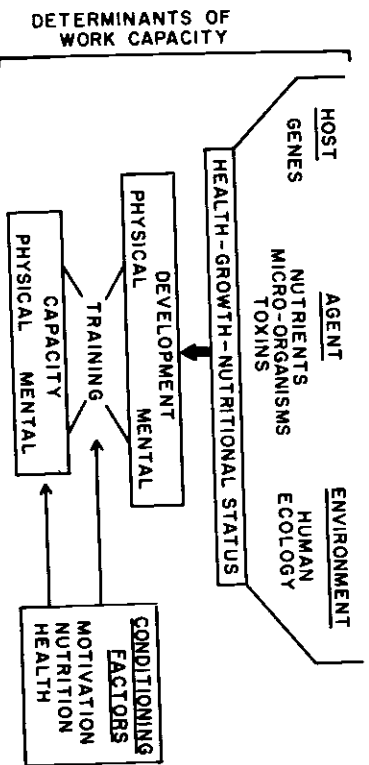 DETERMINANTS OF
WORK CAPACITY
HOST
GENES
AGENT
NUTRIENTS
MICRO-ORGANISMS
TOXINS
ENVIRONMENT
HUMAN
ECOLOGY
HEALTH-GROWTH-NUTRITIONAL STATUS
DEVELOPMENT
PHYSICAL MENTAL
TRAINING
CAPACITY
PHYSICAL MENTAL
CONDITIONING
FACTORS
MOTIVATION
NUTRITION
HEALTH